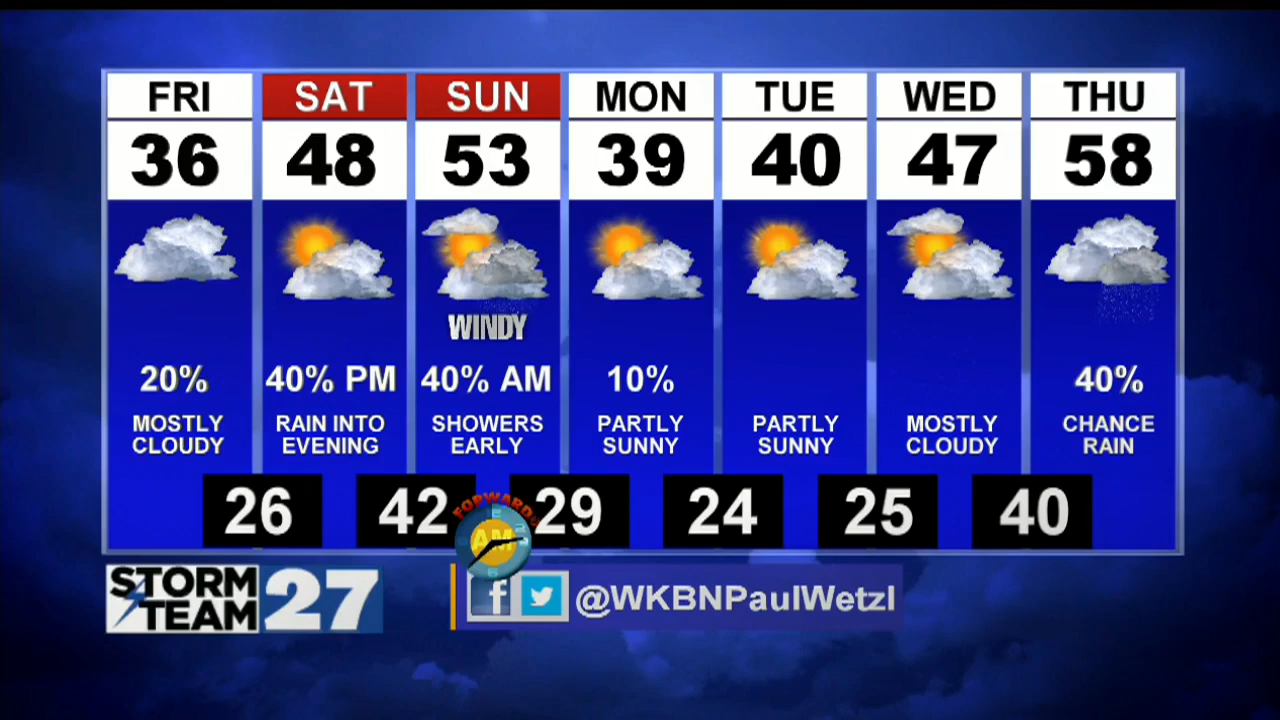 FRI SAT SUN MON TUE WED THU
36 48 53 39 40 47 58
WINDY
20% 40% PM 40% AM 10% 40%
MOSTLY RAIN INTO SHOWERS PARTLY PARTLY MOSTLY CHANCE
CLOUDY EVENING EARLY SUNNY SUNNY CLOUDY RAIN
26 42 29 24 25 40
FORWARD
AM
STORM
TEAM
27
f
@WKBNPaulWetzl